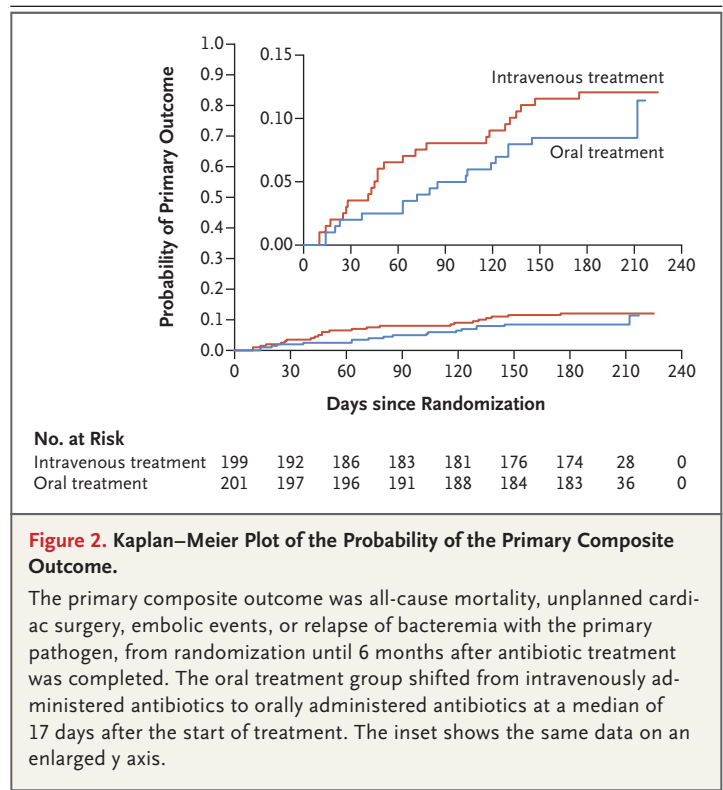 1.0
0.9
0.8
0.7
0.6
0.5
0.4
0.3
0.2
0.1
0.0
Probability of Primary Outcome
0.15
0.10
0.05
0.00
Intravenous treatment
Oral treatment
0 30 60 90 120 150 180 210 240
0 30 60 90 120 150 180 210 240
Days since Randomization
No. at Risk
Intravenous treatment 199 192 186 183 181 176 174 28 0
Oral treatment 201 197 196 191 188 184 183 36 0
Figure 2. Kaplan–Meier Plot of the Probability of the Primary Composite
Outcome.
The primary composite outcome was all-cause mortality, unplanned cardi-
ac surgery, embolic events, or relapse of bacteremia with the primary
pathogen, from randomization until 6 months after antibiotic treatment
was completed. The oral treatment group shifted from intravenously ad-
ministered antibiotics to orally administered antibiotics at a median of
17 days after the start of treatment. The inset shows the same data on an
enlarged y axis.